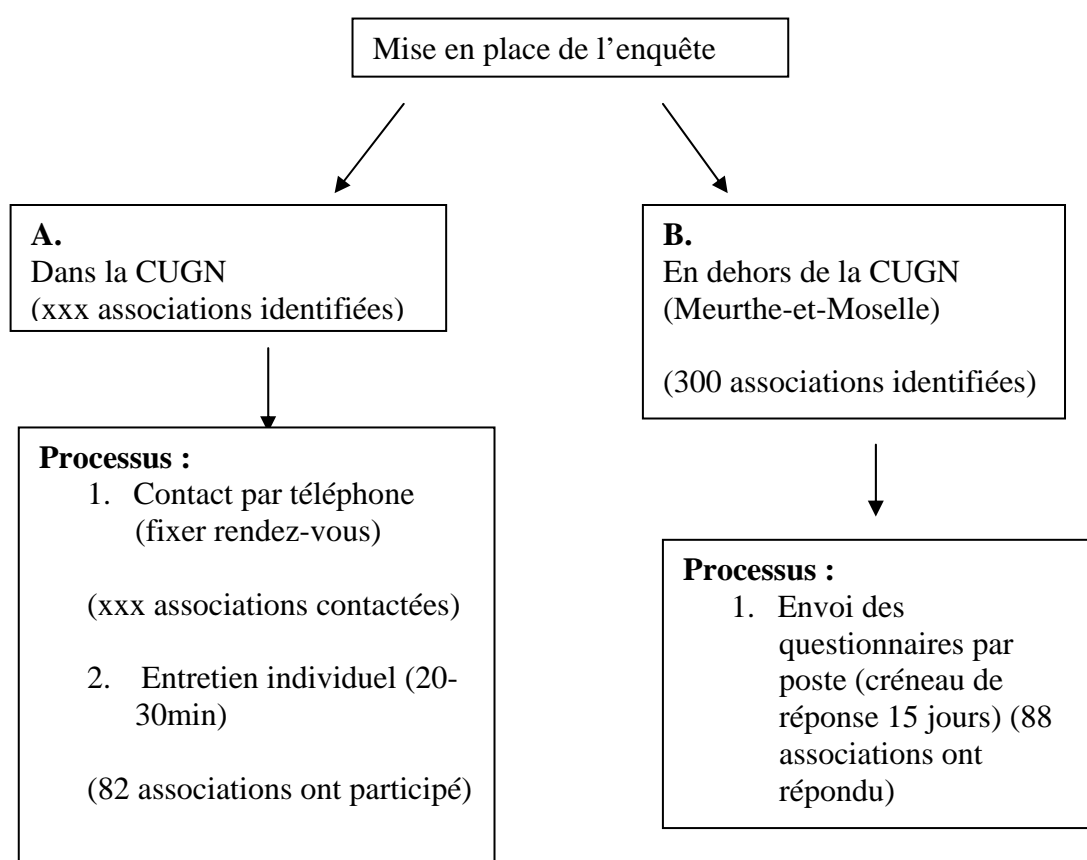 Mise en place de l’enquête
A.
Dans la CUGN
(xxx associations identifiées)
B.
En dehors de la CUGN
(Meurthe-et-Moselle)
(300 associations identifiées)
Processus :
1. Contact par téléphone
(fixer rendez-vous)
(xxx associations contactées)
2. Entretien individuel (20-
30min)
(82 associations ont participé)
Processus :
1. Envoi des
questionnaires par
poste (créneau de
réponse 15 jours) (88
associations ont
répondu)